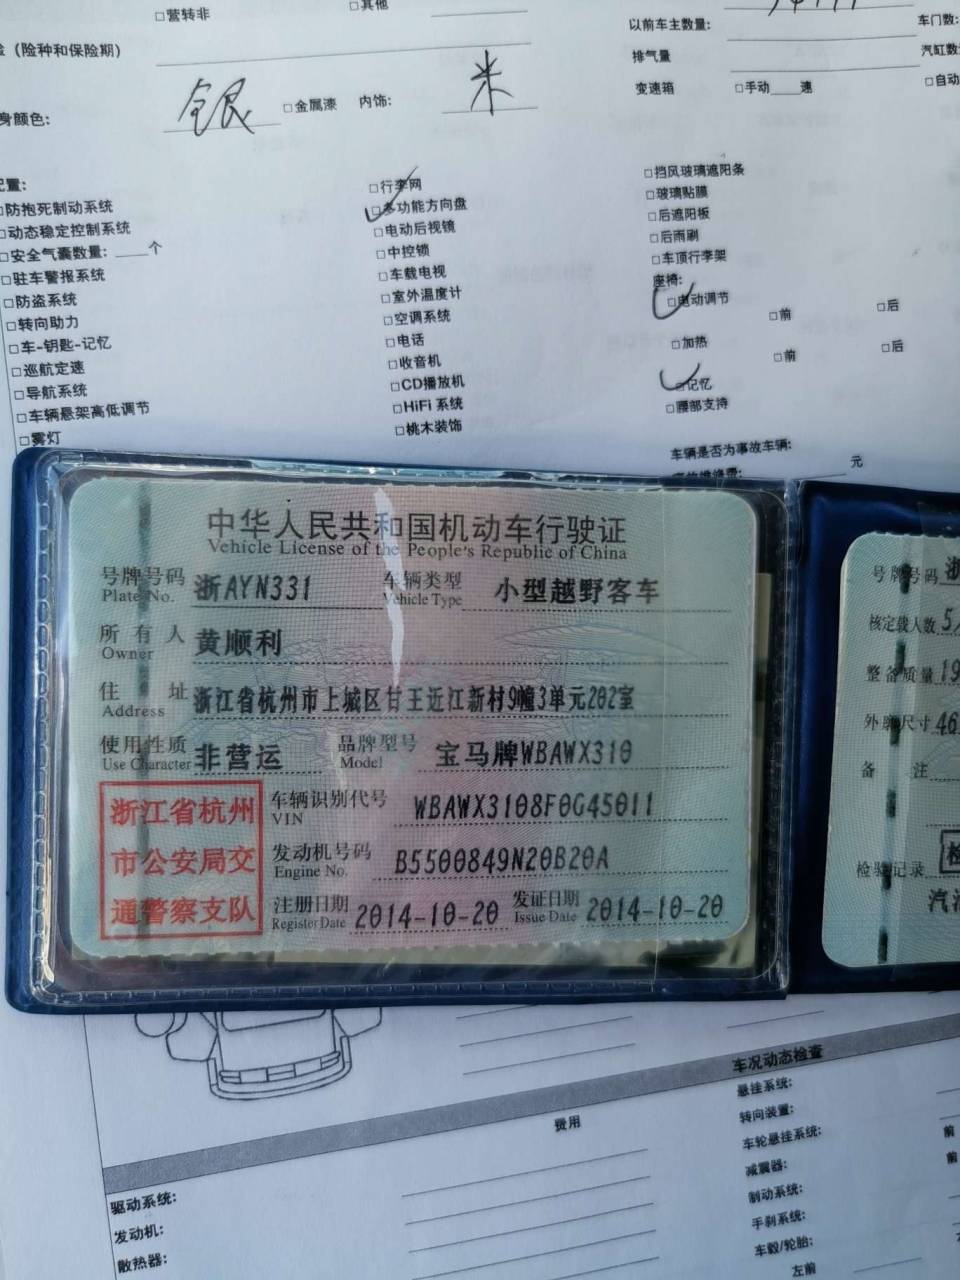 □营转非 □其他
以前车主数量: 车门数:
(险种和保险期) 排气量
变速箱 □手动 速 □自动
身颜色: 银 □金属漆 内饰: 米
置:
□防抱死制动系统
□动态稳定控制系统
□安全气囊数量: 个
□驻车警报系统
□防盗系统
□转向助力
□车-钥匙-记忆
□巡航定速
□导航系统
□车辆悬架高低调节
□雾灯
□行李网
□多功能方向盘
□电动后视镜
□中控锁
□车载电视
□室外温度计
□空调系统
□电话
□收音机
□CD播放机
□HiFi 系统
□桃木装饰
□挡风玻璃遮阳条
□玻璃贴膜
□后遮阳板
□后雨刷
□车顶行李架
座椅:
□电动调节
□前 □后
□加热
□前 □后
□记忆
□腰部支持
车辆是否为事故车辆:
元
中华人民共和国机动车行驶证
Vehicle License of the People's Republic of China
号牌号码 浙AYN331 车辆类型 小型越野客车
Plate No. Vehicle Type
所有人 黄顺利
Owner
住址 浙江省杭州市上城区甘王近江新村9幢3单元202室
Address
使用性质 非营运 品牌型号 宝马牌WBAWX310
Use Character Model
浙江省杭州
市公安局交
通警察支队
车辆识别代号 WBAWX3108F0G45011
VIN
发动机号码 B5500849N20B20A
Engine No.
注册日期 2014-10-20 发证日期 2014-10-20
Register Date Issue Date
号牌号码 浙
核定载人数 5
整备质量 19
外廓尺寸 46
备注
检验记录 检
汽
车况动态检查
费用
悬挂系统:
转向装置:
车轮悬挂系统: 前
减震器: 前
制动系统:
手刹系统:
车毂/轮胎:
左前
驱动系统:
发动机:
散热器: